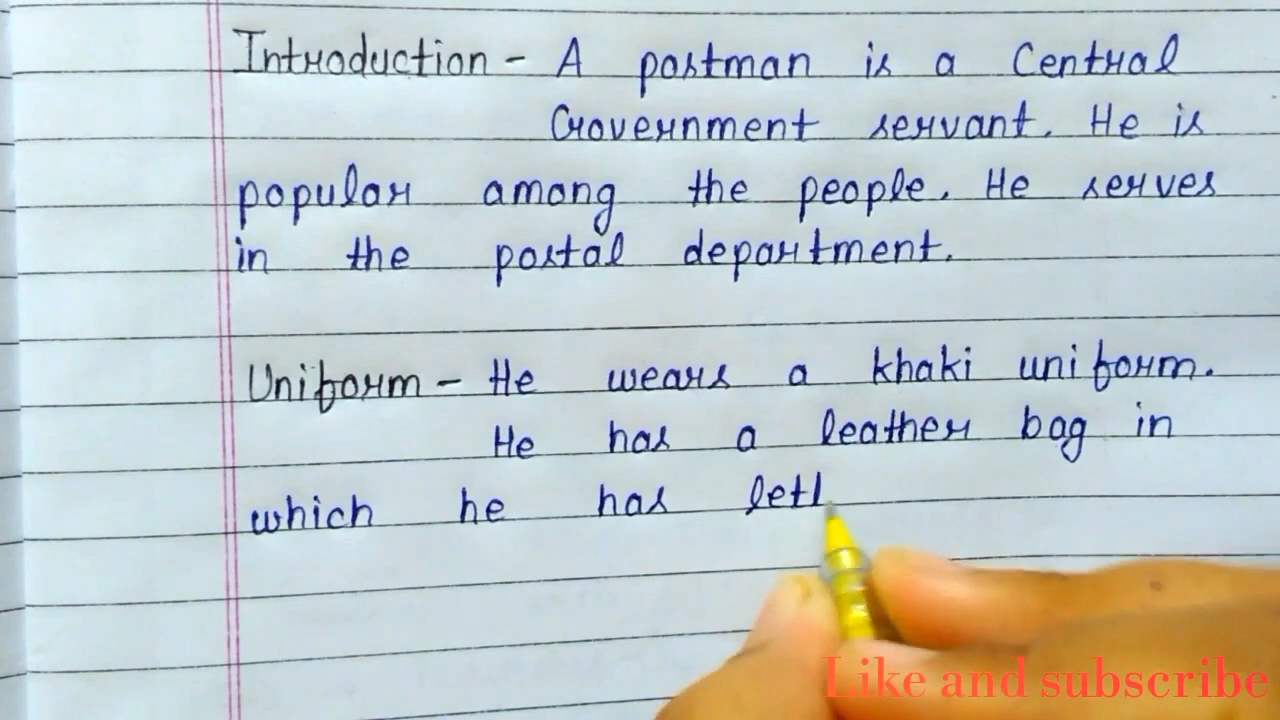 Introduction - A postman is a Central
Government servant. He is
popular among the people. He serves
in the postal department.
Uniform - He wears a khaki uniform.
He has a leather bag in
which he has lett
Like and subscribe